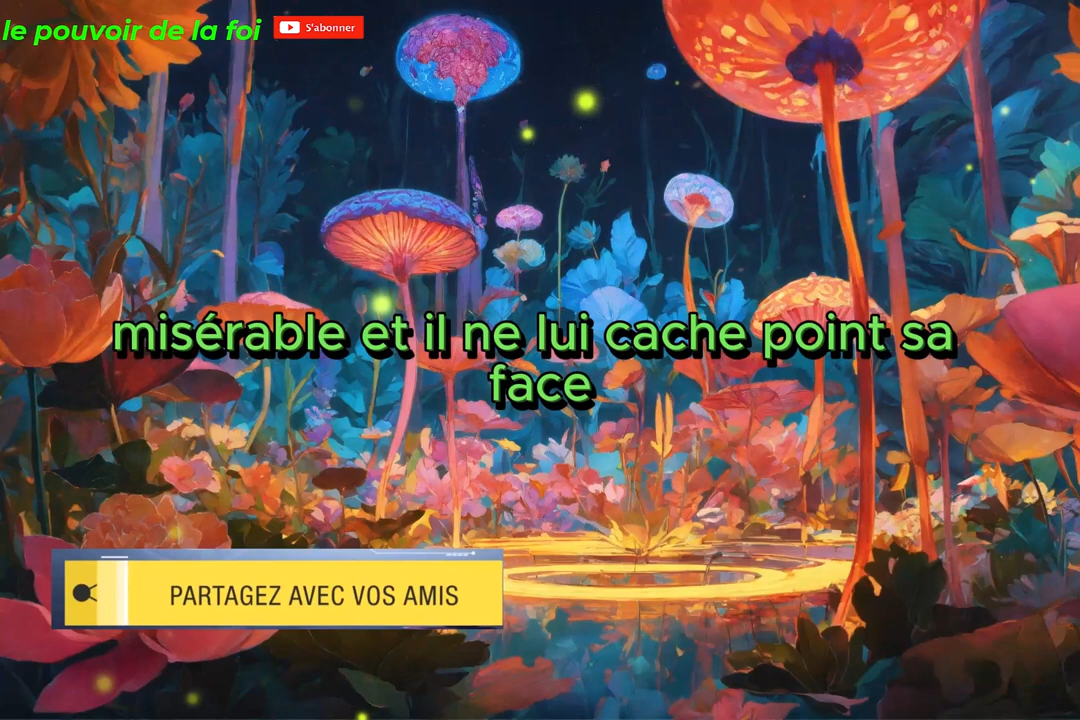 le pouvoir de la foi
S'abonner
misérable et il ne lui cache point sa
face
PARTAGEZ AVEC VOS AMIS